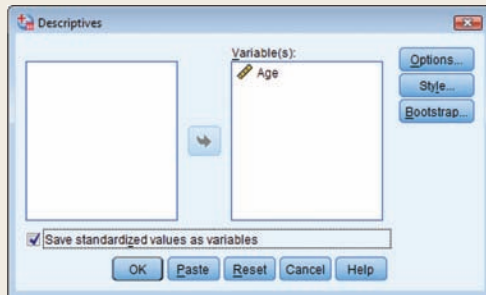 Descriptives
Variable(s):
Age
Options...
Style...
Bootstrap...
Save standardized values as variables
OK Paste Reset Cancel Help